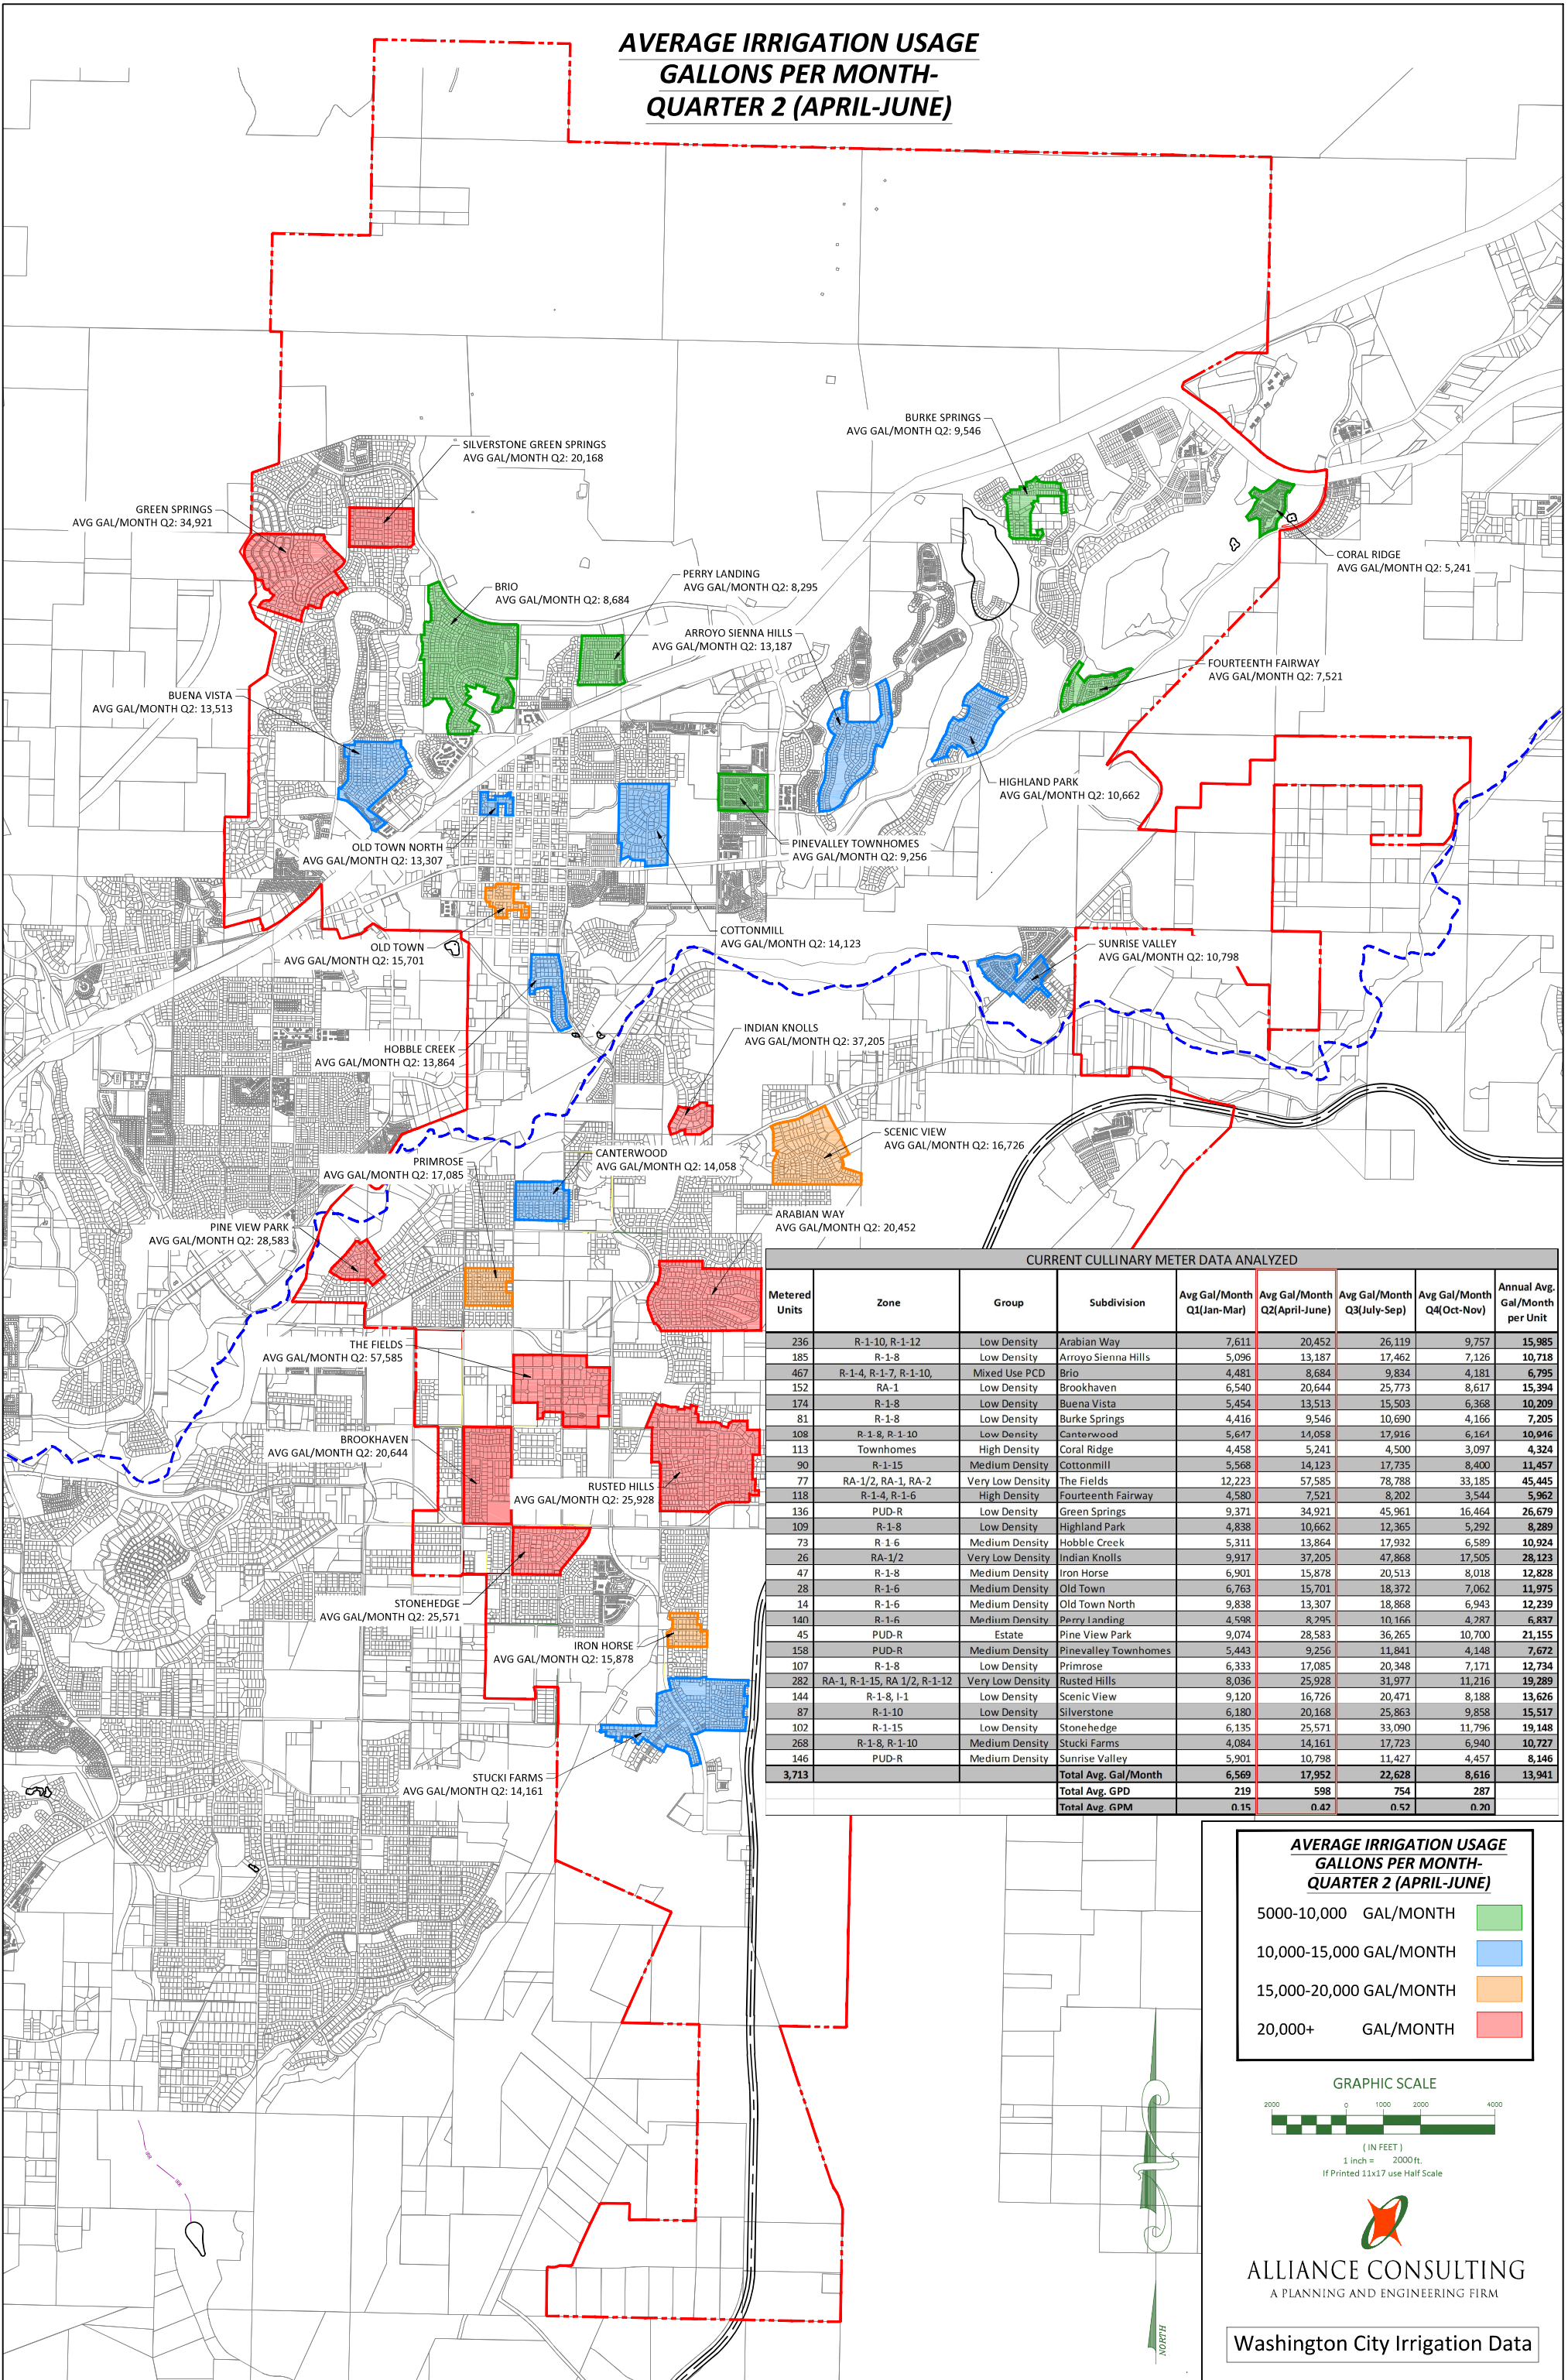 AVERAGE IRRIGATION USAGE
GALLONS PER MONTH-
QUARTER 2 (APRIL-JUNE)
BURKE SPRINGS
AVG GAL/MONTH Q2: 9,546
SILVERSTONE GREEN SPRINGS
AVG GAL/MONTH Q2: 20,168
GREEN SPRINGS
AVG GAL/MONTH Q2: 34,921
CORAL RIDGE
AVG GAL/MONTH Q2: 5,241
PERRY LANDING
AVG GAL/MONTH Q2: 8,295
BRIO
AVG GAL/MONTH Q2: 8,684
ARROYO SIENNA HILLS
AVG GAL/MONTH Q2: 13,187
FOURTEENTH FAIRWAY
AVG GAL/MONTH Q2: 7,521
BUENA VISTA
AVG GAL/MONTH Q2: 13,513
HIGHLAND PARK
AVG GAL/MONTH Q2: 10,662
OLD TOWN NORTH
AVG GAL/MONTH Q2: 13,307
PINEVALLEY TOWNHOMES
AVG GAL/MONTH Q2: 9,256
COTTONMILL
AVG GAL/MONTH Q2: 14,123
OLD TOWN
AVG GAL/MONTH Q2: 15,701
SUNRISE VALLEY
AVG GAL/MONTH Q2: 10,798
INDIAN KNOLLS
AVG GAL/MONTH Q2: 37,205
HOBBLE CREEK
AVG GAL/MONTH Q2: 13,864
SCENIC VIEW
AVG GAL/MONTH Q2: 16,726
CANTERWOOD
AVG GAL/MONTH Q2: 14,058
PRIMROSE
AVG GAL/MONTH Q2: 17,085
ARABIAN WAY
AVG GAL/MONTH Q2: 20,452
PINE VIEW PARK
AVG GAL/MONTH Q2: 28,583
THE FIELDS
AVG GAL/MONTH Q2: 57,585
BROOKHAVEN
AVG GAL/MONTH Q2: 20,644
RUSTED HILLS
AVG GAL/MONTH Q2: 25,928
STONEHEDGE
AVG GAL/MONTH Q2: 25,571
IRON HORSE
AVG GAL/MONTH Q2: 15,878
STUCKI FARMS
AVG GAL/MONTH Q2: 14,161
CURRENT CULLINARY METER DATA ANALYZED
Metered Units Zone Group Subdivision Avg Gal/Month Q1(Jan-Mar) Avg Gal/Month Q2(April-June) Avg Gal/Month Q3(July-Sep) Avg Gal/Month Q4(Oct-Nov) Annual Avg. Gal/Month per Unit
236 R-1-10, R-1-12 Low Density Arabian Way 7,611 20,452 26,119 9,757 15,985
185 R-1-8 Low Density Arroyo Sienna Hills 5,096 13,187 17,462 7,126 10,718
467 R-1-4, R-1-7, R-1-10, Mixed Use PCD Brio 4,481 8,684 9,834 4,181 6,795
152 RA-1 Low Density Brookhaven 6,540 20,644 25,773 8,617 15,394
174 R-1-8 Low Density Buena Vista 5,454 13,513 15,503 6,368 10,209
81 R-1-8 Low Density Burke Springs 4,416 9,546 10,690 4,166 7,205
108 R-1-8, R-1-10 Low Density Canterwood 5,647 14,058 17,916 6,164 10,946
113 Townhomes High Density Coral Ridge 4,458 5,241 4,500 3,097 4,324
90 R-1-15 Medium Density Cottonmill 5,568 14,123 17,735 8,400 11,457
77 RA-1/2, RA-1, RA-2 Very Low Density The Fields 12,223 57,585 78,788 33,185 45,445
118 R-1-4, R-1-6 High Density Fourteenth Fairway 4,580 7,521 8,202 3,544 5,962
136 PUD-R Low Density Green Springs 9,371 34,921 45,961 16,464 26,679
109 R-1-8 Low Density Highland Park 4,838 10,662 12,365 5,292 8,289
73 R-1-6 Medium Density Hobble Creek 5,311 13,864 17,932 6,589 10,924
26 RA-1/2 Very Low Density Indian Knolls 9,917 37,205 47,868 17,505 28,123
47 R-1-8 Medium Density Iron Horse 6,901 15,878 20,513 8,018 12,828
28 R-1-6 Medium Density Old Town 6,763 15,701 18,372 7,062 11,975
14 R-1-6 Medium Density Old Town North 9,838 13,307 18,868 6,943 12,239
140 R-1-6 Medium Density Perry Landing 4,598 8,295 10,166 4,287 6,837
45 PUD-R Estate Pine View Park 9,074 28,583 36,265 10,700 21,155
158 PUD-R Medium Density Pinevalley Townhomes 5,443 9,256 11,841 4,148 7,672
107 R-1-8 Low Density Primrose 6,333 17,085 20,348 7,171 12,734
282 RA-1, R-1-15, RA 1/2, R-1-12 Very Low Density Rusted Hills 8,036 25,928 31,977 11,216 19,289
144 R-1-8, I-1 Low Density Scenic View 9,120 16,726 20,471 8,188 13,626
87 R-1-10 Low Density Silverstone 6,180 20,168 25,863 9,858 15,517
102 R-1-15 Low Density Stonehedge 6,135 25,571 33,090 11,796 19,148
268 R-1-8, R-1-10 Medium Density Stucki Farms 4,084 14,161 17,723 6,940 10,727
146 PUD-R Medium Density Sunrise Valley 5,901 10,798 11,427 4,457 8,146
3,713 Total Avg. Gal/Month 6,569 17,952 22,628 8,616 13,941
Total Avg. GPD 219 598 754 287
Total Avg. GPM 0.15 0.42 0.52 0.20
AVERAGE IRRIGATION USAGE
GALLONS PER MONTH-
QUARTER 2 (APRIL-JUNE)
5000-10,000 GAL/MONTH
10,000-15,000 GAL/MONTH
15,000-20,000 GAL/MONTH
20,000+ GAL/MONTH
GRAPHIC SCALE
2000 0 1000 2000 4000
( IN FEET )
1 inch = 2000 ft.
If Printed 11x17 use Half Scale
ALLIANCE CONSULTING
A PLANNING AND ENGINEERING FIRM
NORTH
Washington City Irrigation Data